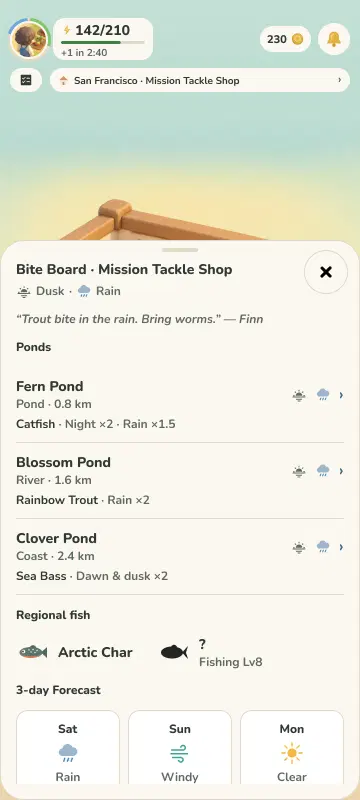 142/210
+1 in 2:40
230
San Francisco · Mission Tackle Shop ›
Bite Board · Mission Tackle Shop
Dusk · Rain
“Trout bite in the rain. Bring worms.” — Finn
Ponds
Fern Pond
Pond · 0.8 km
Catfish · Night ×2 · Rain ×1.5
Blossom Pond
River · 1.6 km
Rainbow Trout · Rain ×2
Clover Pond
Coast · 2.4 km
Sea Bass · Dawn & dusk ×2
Regional fish
Arctic Char
?
Fishing Lv8
3-day Forecast
Sat
Rain
Sun
Windy
Mon
Clear